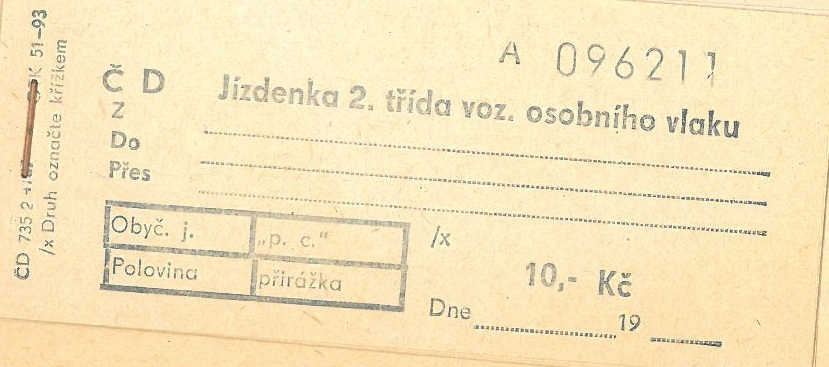 A 096211
Č D Jízdenka 2. třída voz. osobního vlaku
Z
Do
Přes
Obyč. j. „p. c.“ /x
Polovina přirážka
10,- Kč
Dne 19
ČD 735 2 51-93
/x Druh označte křížkem